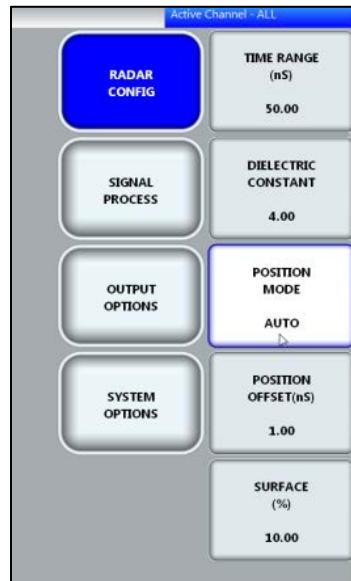 Active Channel - ALL
RADAR
CONFIG
SIGNAL
PROCESS
OUTPUT
OPTIONS
SYSTEM
OPTIONS
TIME RANGE
(nS)
50.00
DIELECTRIC
CONSTANT
4.00
POSITION
MODE
AUTO
POSITION
OFFSET(nS)
1.00
SURFACE
(%)
10.00